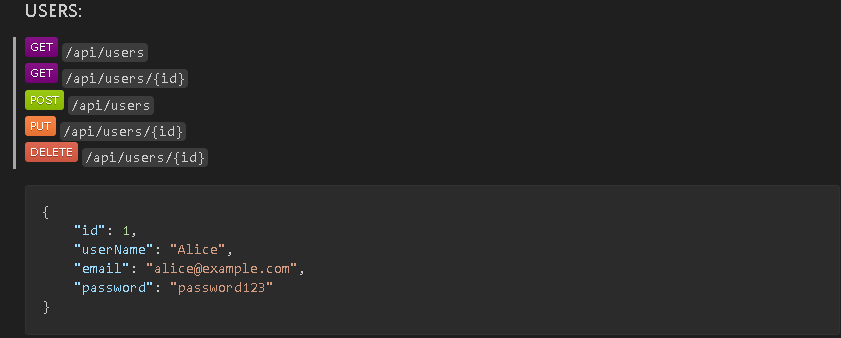 USERS:
GET /api/users
GET /api/users/{id}
POST /api/users
PUT /api/users/{id}
DELETE /api/users/{id}
{
    "id": 1,
    "userName": "Alice",
    "email": "alice@example.com",
    "password": "password123"
}